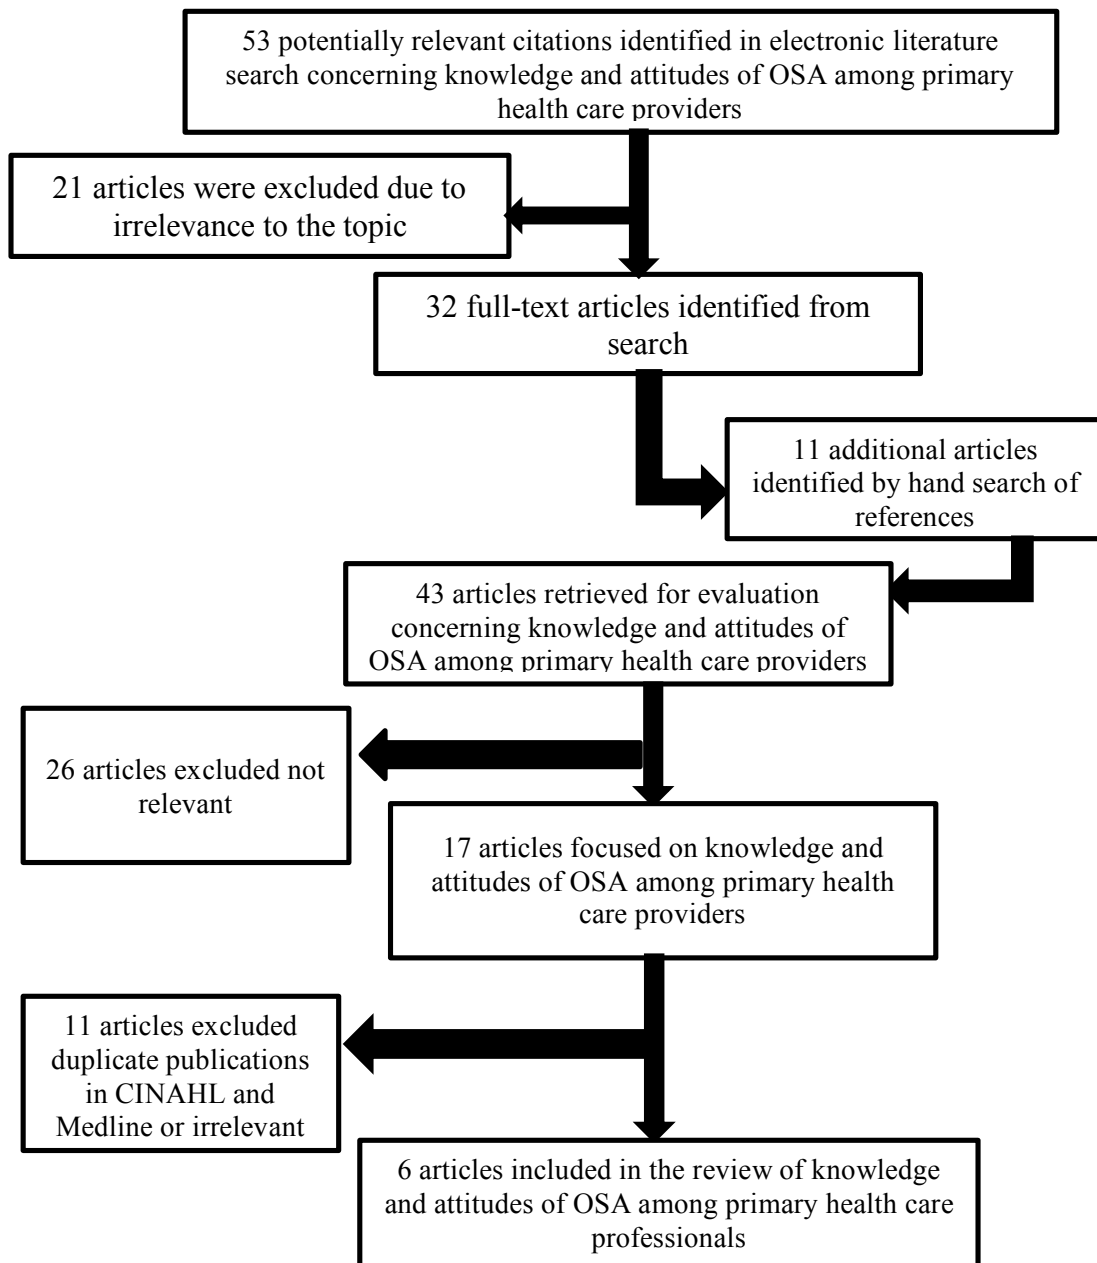 53 potentially relevant citations identified in electronic literature
search concerning knowledge and attitudes of OSA among primary
health care providers
21 articles were excluded due to
irrelevance to the topic
32 full-text articles identified from
search
11 additional articles
identified by hand search of
references
43 articles retrieved for evaluation
concerning knowledge and attitudes of
OSA among primary health care providers
26 articles excluded not
relevant
17 articles focused on knowledge and
attitudes of OSA among primary health
care providers
11 articles excluded
duplicate publications
in CINAHL and
Medline or irrelevant
6 articles included in the review of knowledge
and attitudes of OSA among primary health care
professionals